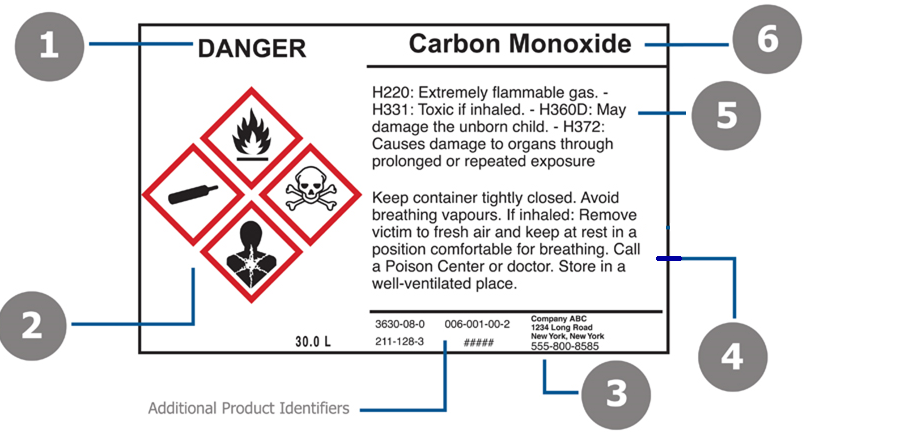 1
DANGER
Carbon Monoxide
6
H220: Extremely flammable gas. -
H331: Toxic if inhaled. - H360D: May
damage the unborn child. - H372:
Causes damage to organs through
prolonged or repeated exposure
5
Keep container tightly closed. Avoid
breathing vapours. If inhaled: Remove
victim to fresh air and keep at rest in a
position comfortable for breathing. Call
a Poison Center or doctor. Store in a
well-ventilated place.
2
30.0 L
3630-08-0 006-001-00-2
211-128-3 #####
Company ABC
1234 Long Road
New York, New York
555-800-8585
4
3
Additional Product Identifiers